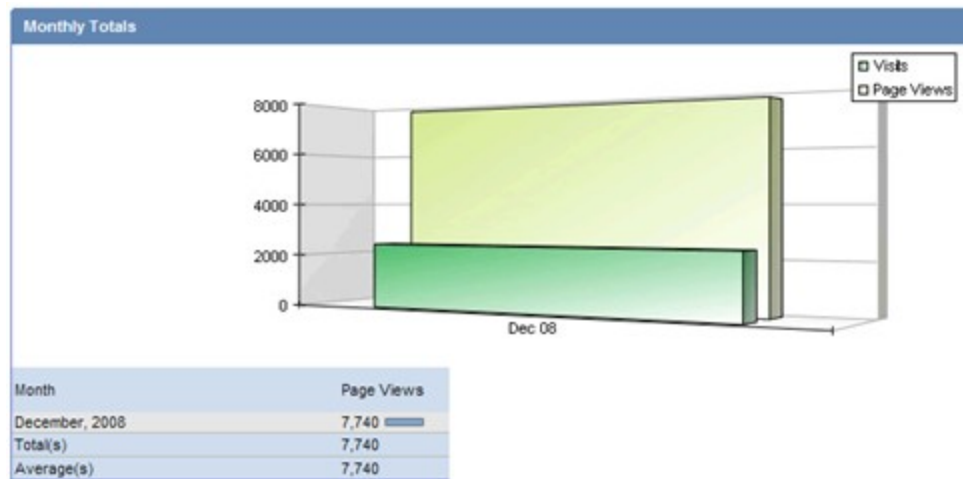 Monthly Totals
Visits
Page Views
8000
6000
4000
2000
0
Dec 08
Month Page Views
December, 2008 7,740
Total(s) 7,740
Average(s) 7,740